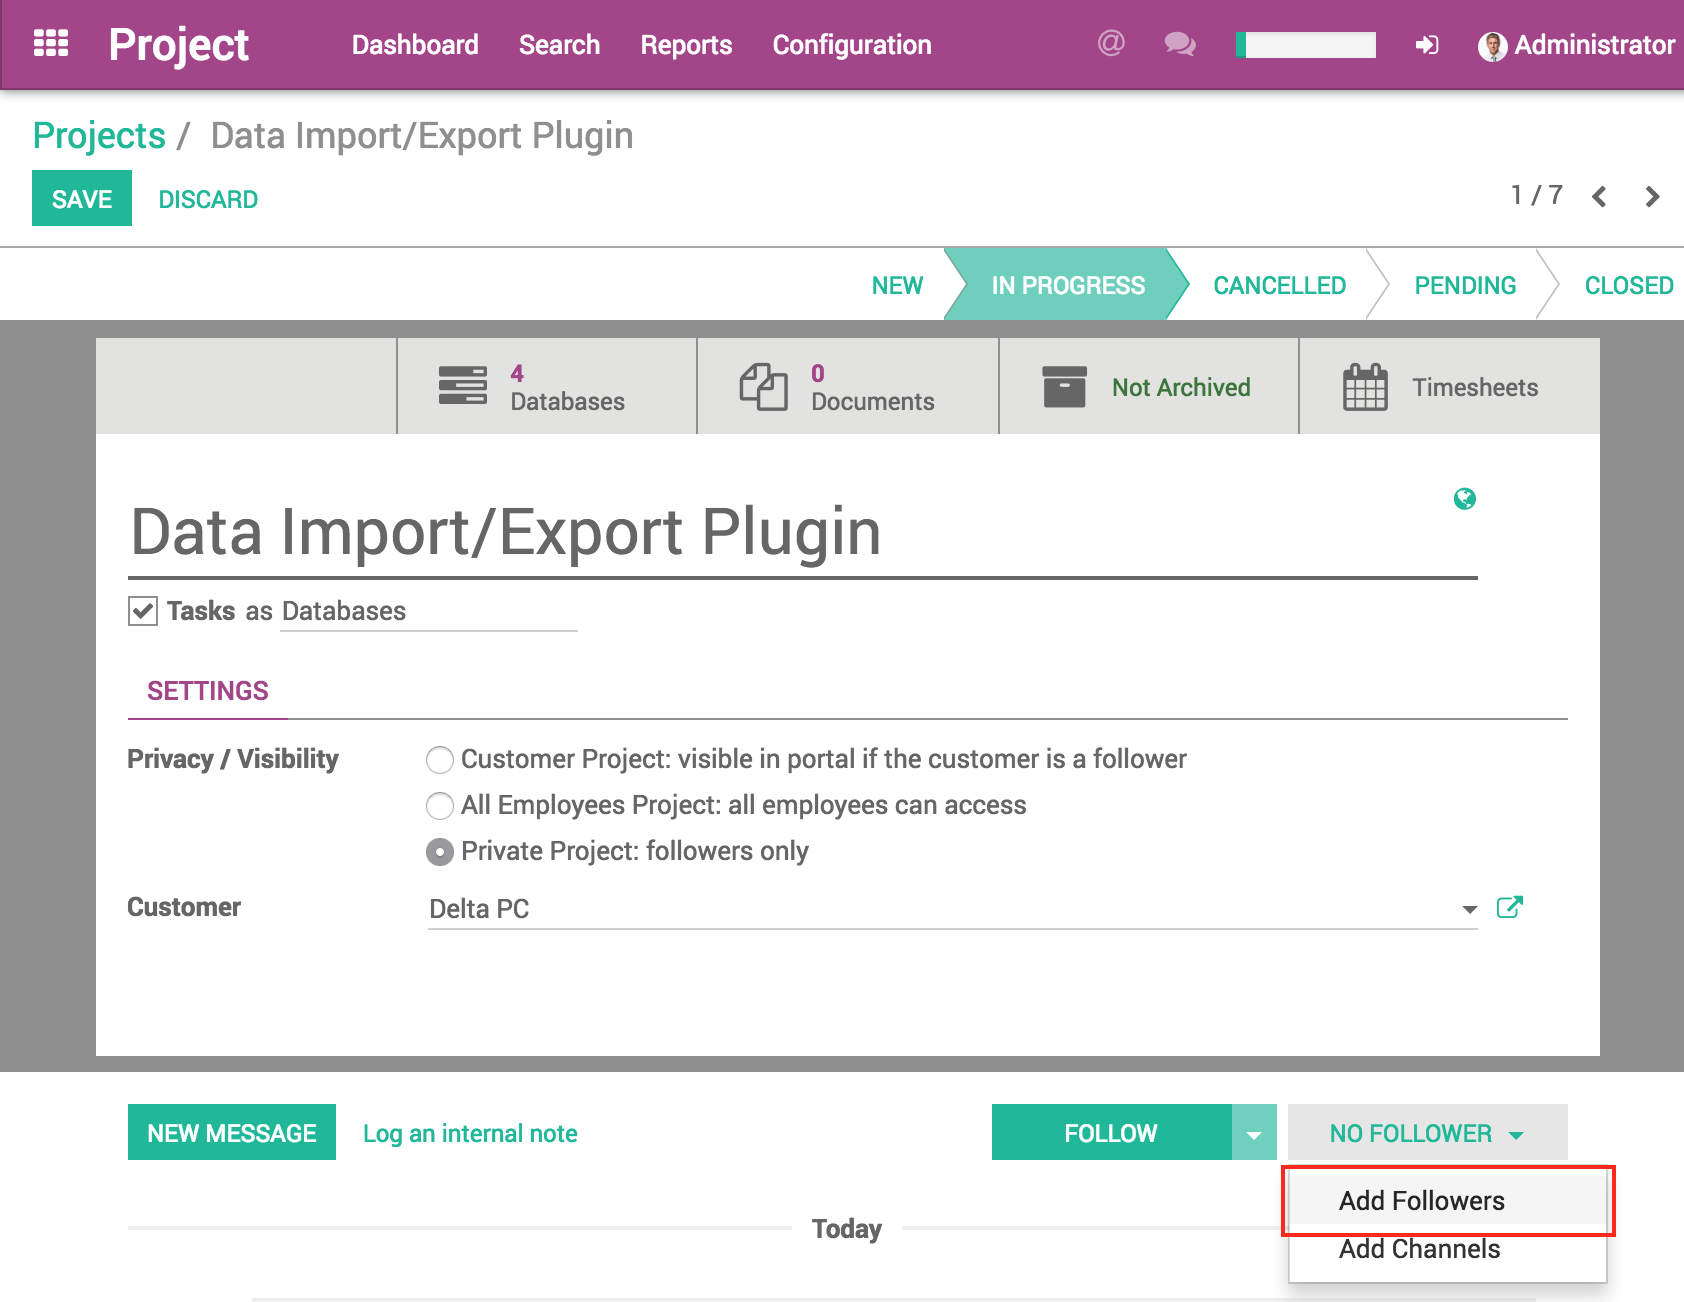 Project Dashboard Search Reports Configuration @ Administrator
Projects / Data Import/Export Plugin
SAVE DISCARD 1 / 7
NEW IN PROGRESS CANCELLED PENDING CLOSED
4 Databases
0 Documents
Not Archived
Timesheets
Data Import/Export Plugin
Tasks as Databases
SETTINGS
Privacy / Visibility
Customer Project: visible in portal if the customer is a follower
All Employees Project: all employees can access
Private Project: followers only
Customer Delta PC
NEW MESSAGE Log an internal note FOLLOW NO FOLLOWER
Add Followers
Today
Add Channels